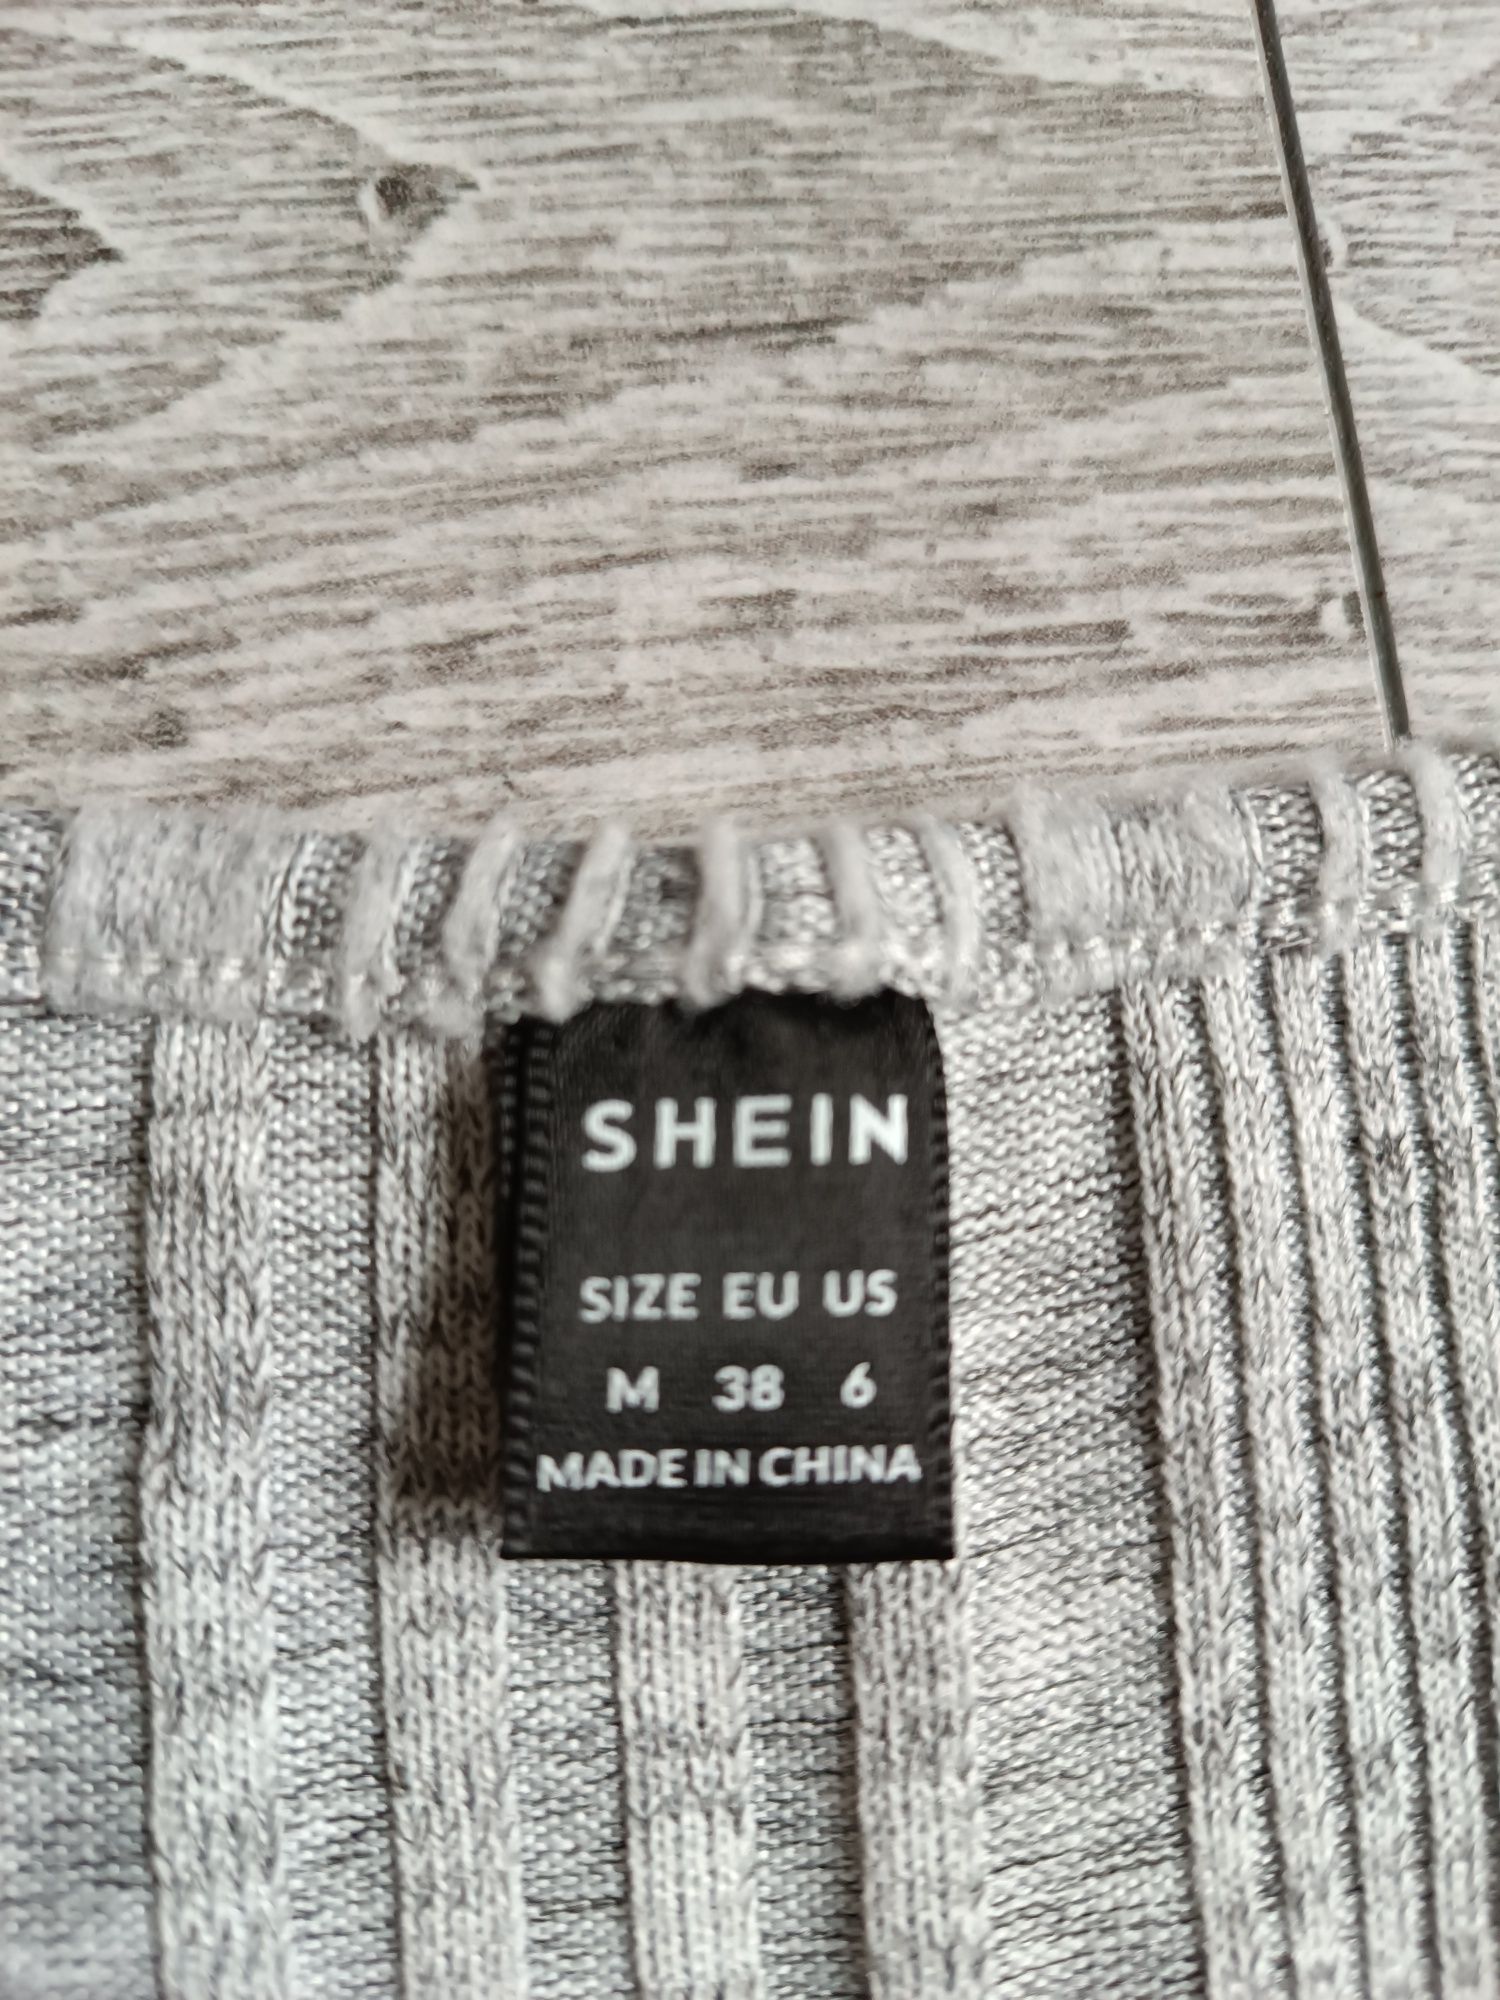 SHEIN
SIZE EU US
M 38 6
MADE IN CHINA